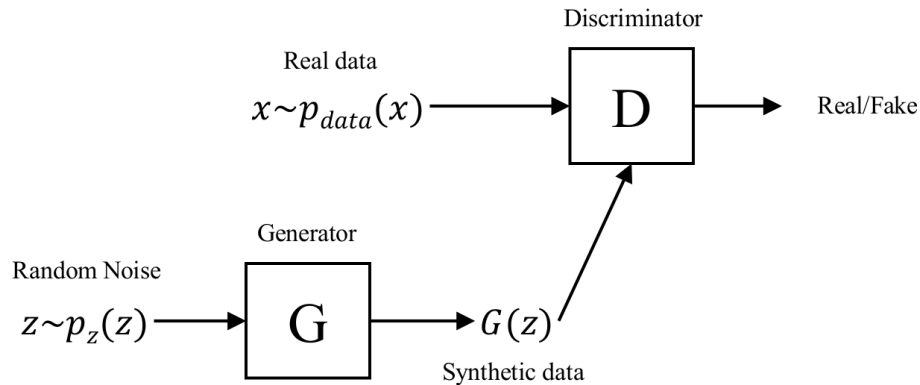 Discriminator
Real data
x~p_data(x)
D
Real/Fake
Generator
Random Noise
z~p_z(z)
G
G(z)
Synthetic data